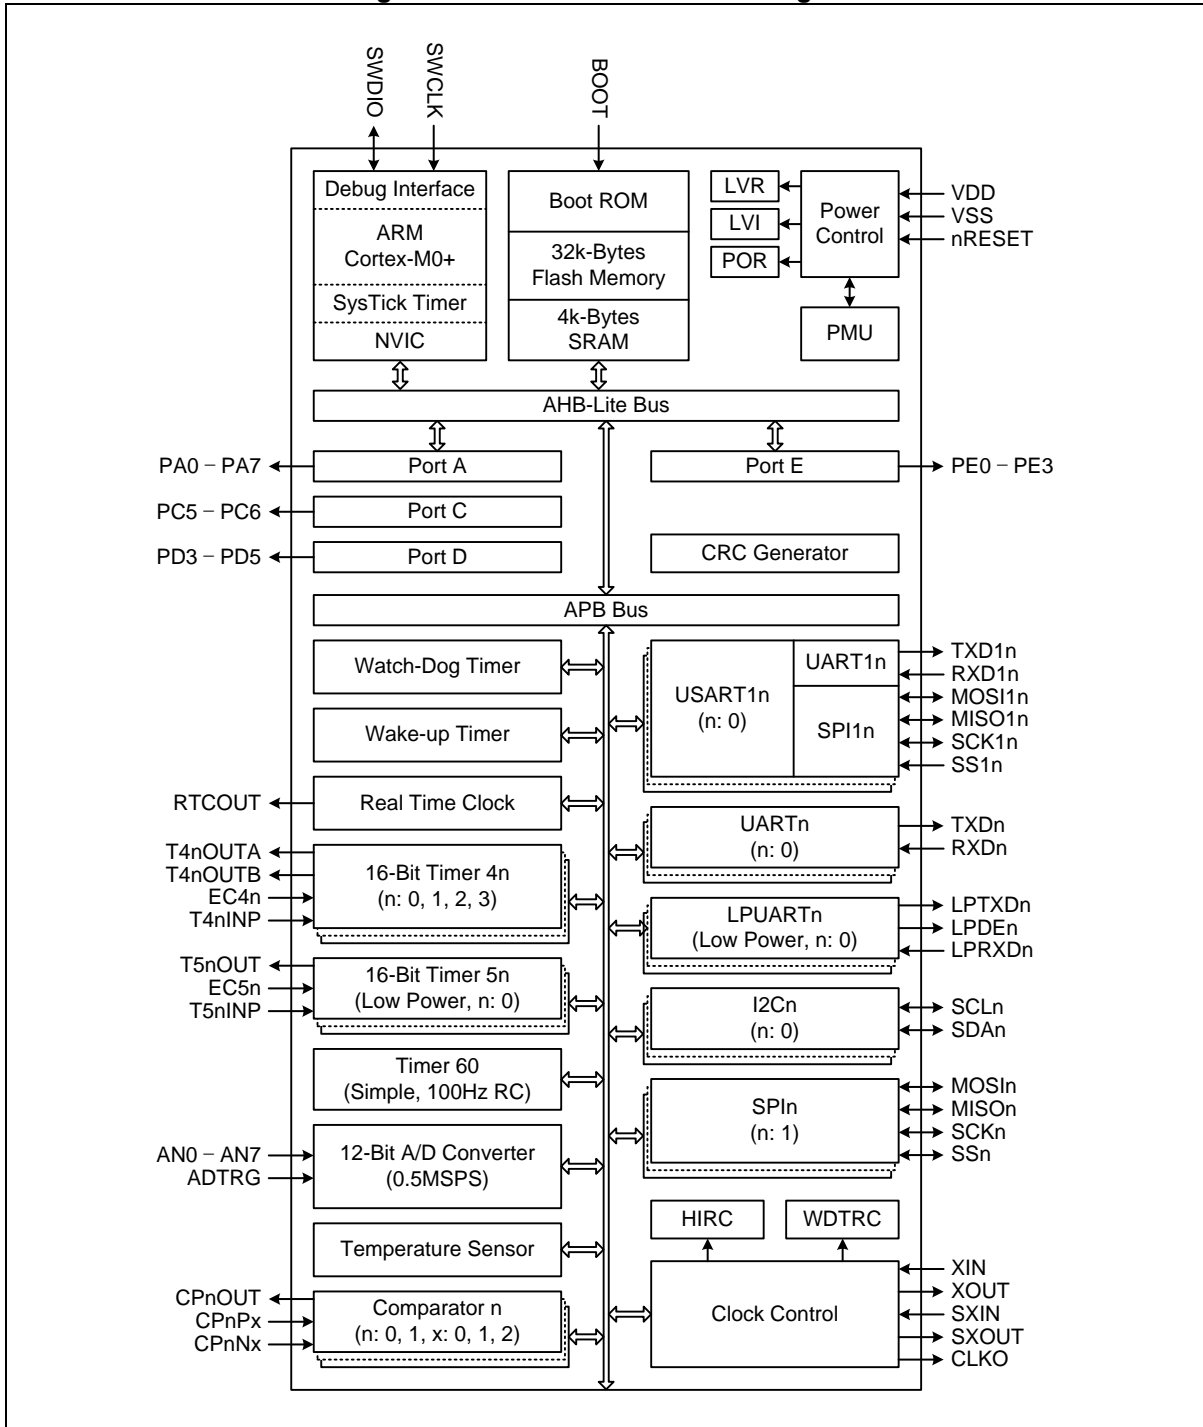 SWDIO
SWCLK
BOOT
Debug Interface
ARM
Cortex-M0+
SysTick Timer
NVIC
Boot ROM
32k-Bytes
Flash Memory
4k-Bytes
SRAM
LVR
LVI
POR
Power
Control
PMU
VDD
VSS
nRESET
AHB-Lite Bus
PA0 – PA7
Port A
Port E
PE0 – PE3
PC5 – PC6
Port C
PD3 – PD5
Port D
CRC Generator
APB Bus
Watch-Dog Timer
Wake-up Timer
RTCOUT
Real Time Clock
T4nOUTA
T4nOUTB
EC4n
T4nINP
16-Bit Timer 4n
(n: 0, 1, 2, 3)
T5nOUT
EC5n
T5nINP
16-Bit Timer 5n
(Low Power, n: 0)
Timer 60
(Simple, 100Hz RC)
AN0 – AN7
ADTRG
12-Bit A/D Converter
(0.5MSPS)
Temperature Sensor
CPnOUT
CPnPx
CPnNx
Comparator n
(n: 0, 1, x: 0, 1, 2)
USART1n
(n: 0)
UART1n
SPI1n
TXD1n
RXD1n
MOSI1n
MISO1n
SCK1n
SS1n
UARTn
(n: 0)
TXDn
RXDn
LPUARTn
(Low Power, n: 0)
LPTXDn
LPDEn
LPRXDn
I2Cn
(n: 0)
SCLn
SDAn
SPIn
(n: 1)
MOSIn
MISOn
SCKn
SSn
HIRC
WDTRC
Clock Control
XIN
XOUT
SXIN
SXOUT
CLKO